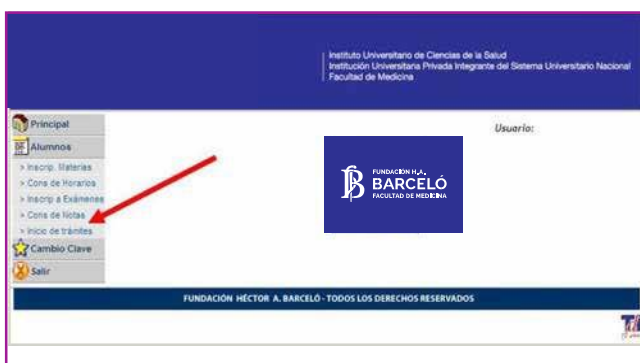 Instituto Universitario de Ciencias de la Salud
Institución Universitaria Privada Integrante del Sistema Universitario Nacional
Facultad de Medicina
Usuario:
Principal
Alumnos
» Inscrip. Materias
» Cons de Horarios
» Inscrip a Exámenes
» Cons de Notas
» Inicio de trámites
Cambio Clave
Salir
FUNDACIÓN H.A.
BARCELÓ
FACULTAD DE MEDICINA
FUNDACIÓN HÉCTOR A. BARCELÓ - TODOS LOS DERECHOS RESERVADOS